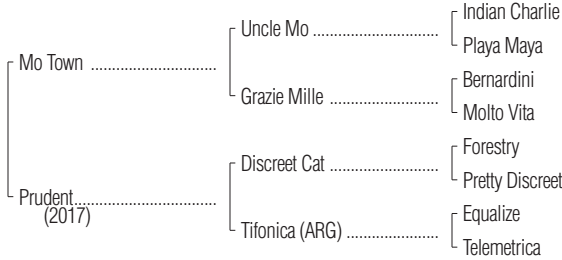 Indian Charlie
Uncle Mo ........................................
Playa Maya
Mo Town ........................................
Bernardini
Grazie Mille ...................................
Molto Vita
Forestry
Discreet Cat ...................................
Pretty Discreet
Prudent...........................................
(2017)
Equalize
Tifonica (ARG) ..............................
Telemetrica